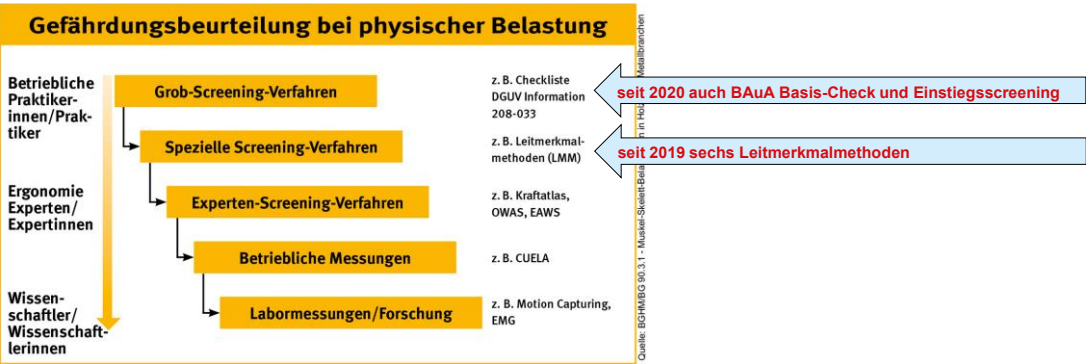 Gefährdungsbeurteilung bei physischer Belastung
Betriebliche
Praktiker-
innen/Prak-
tiker
Grob-Screening-Verfahren
z. B. Checkliste
DGUV Information
208-033
seit 2020 auch BAuA Basis-Check und Einstiegsscreening
Spezielle Screening-Verfahren
z. B. Leitmerkmal-
methoden (LMM)
seit 2019 sechs Leitmerkmalmethoden
Ergonomie
Experten/
Expertinnen
Experten-Screening-Verfahren
z. B. Kraftatlas,
OWAS, EAWS
Betriebliche Messungen
z. B. CUELA
Wissen-
schaftler/
Wissenschaft-
lerinnen
Labormessungen/Forschung
z. B. Motion Capturing,
EMG
Quelle: BGHM/BG 90.3.1 - Muskel-Skelett-Bela n in Hol Metallbranchen